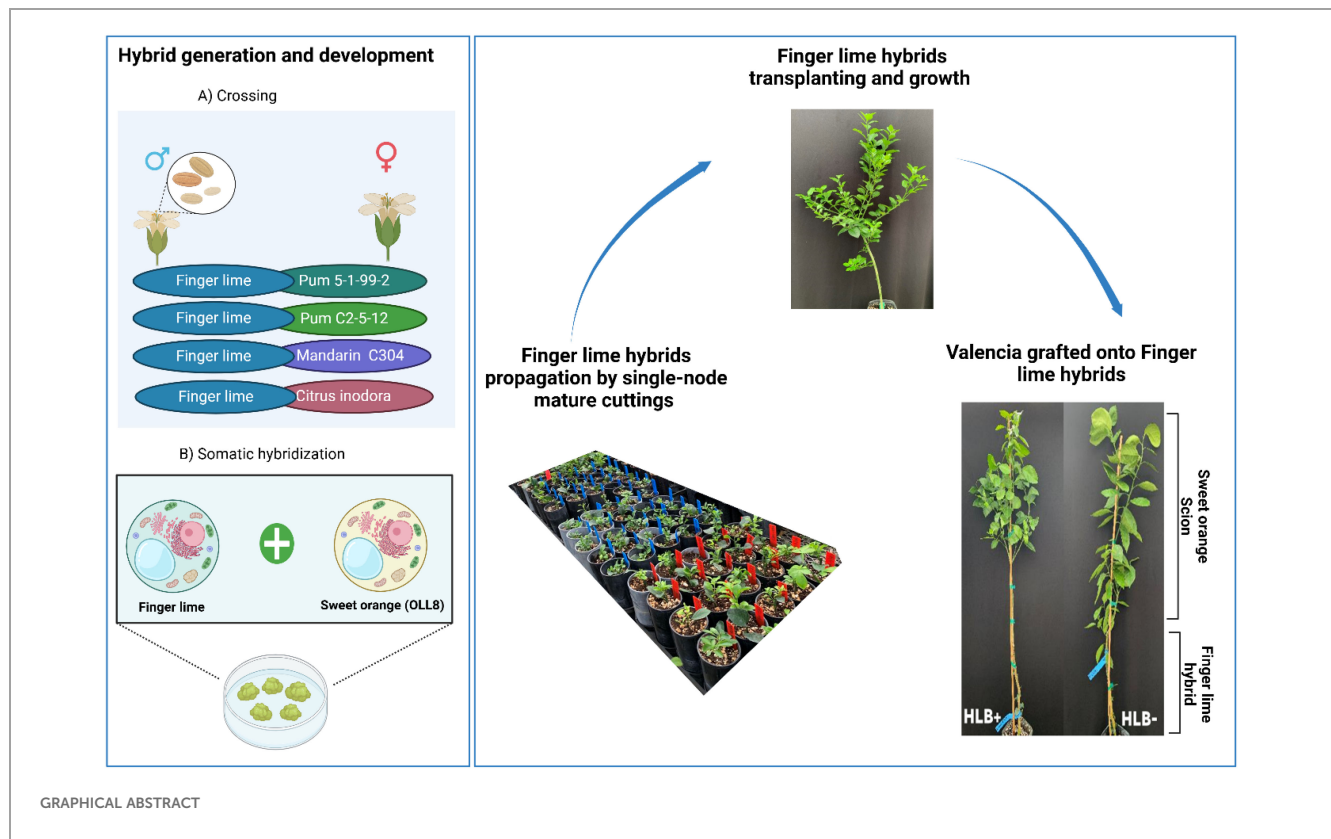 Hybrid generation and development
A) Crossing
♂
♀
Finger lime
Pum 5-1-99-2
Finger lime
Pum C2-5-12
Finger lime
Mandarin C304
Finger lime
Citrus inodora
B) Somatic hybridization
Finger lime
Sweet orange (OLL8)
Finger lime hybrids
propagation by single-node
mature cuttings
Finger lime hybrids
transplanting and growth
Valencia grafted onto Finger
lime hybrids
Sweet orange
Scion
Finger lime
hybrid
HLB+
HLB-
GRAPHICAL ABSTRACT